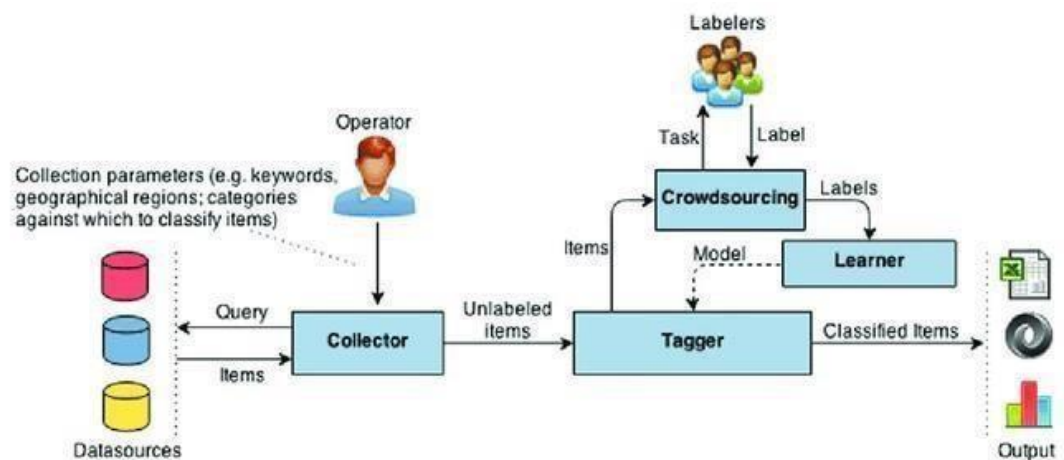 Labelers
Operator
Task
Label
Collection parameters (e.g. keywords,
geographical regions; categories
against which to classify items)
Crowdsourcing
Labels
Items
Model
Learner
Query
Collector
Unlabeled
items
Tagger
Classified Items
Items
Datasources
Output